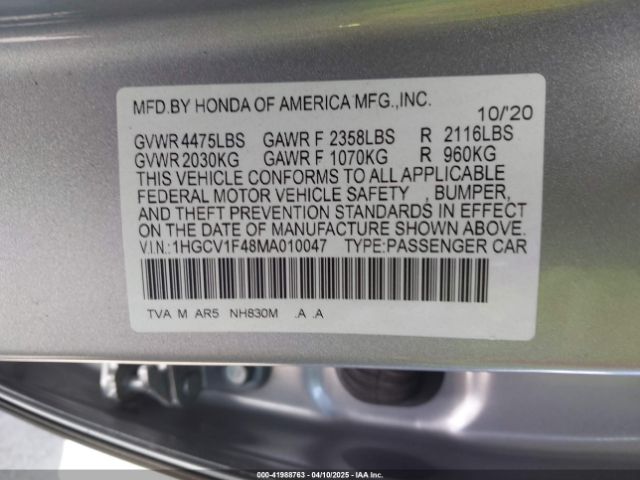 MFD.BY HONDA OF AMERICA MFG.,INC. 10/'20
GVWR 4475LBS GAWR F 2358LBS R 2116LBS
GVWR 2030KG GAWR F 1070KG R 960KG
THIS VEHICLE CONFORMS TO ALL APPLICABLE
FEDERAL MOTOR VEHICLE SAFETY , BUMPER,
AND THEFT PREVENTION STANDARDS IN EFFECT
ON THE DATE OF MANUFACTURE SHOWN ABOVE.
V.I.N.: 1HGCV1F48MA010047 TYPE:PASSENGER CAR
TVA M AR5 NH830M .A .A
000-41988763 - 04/10/2025 - IAA Inc.